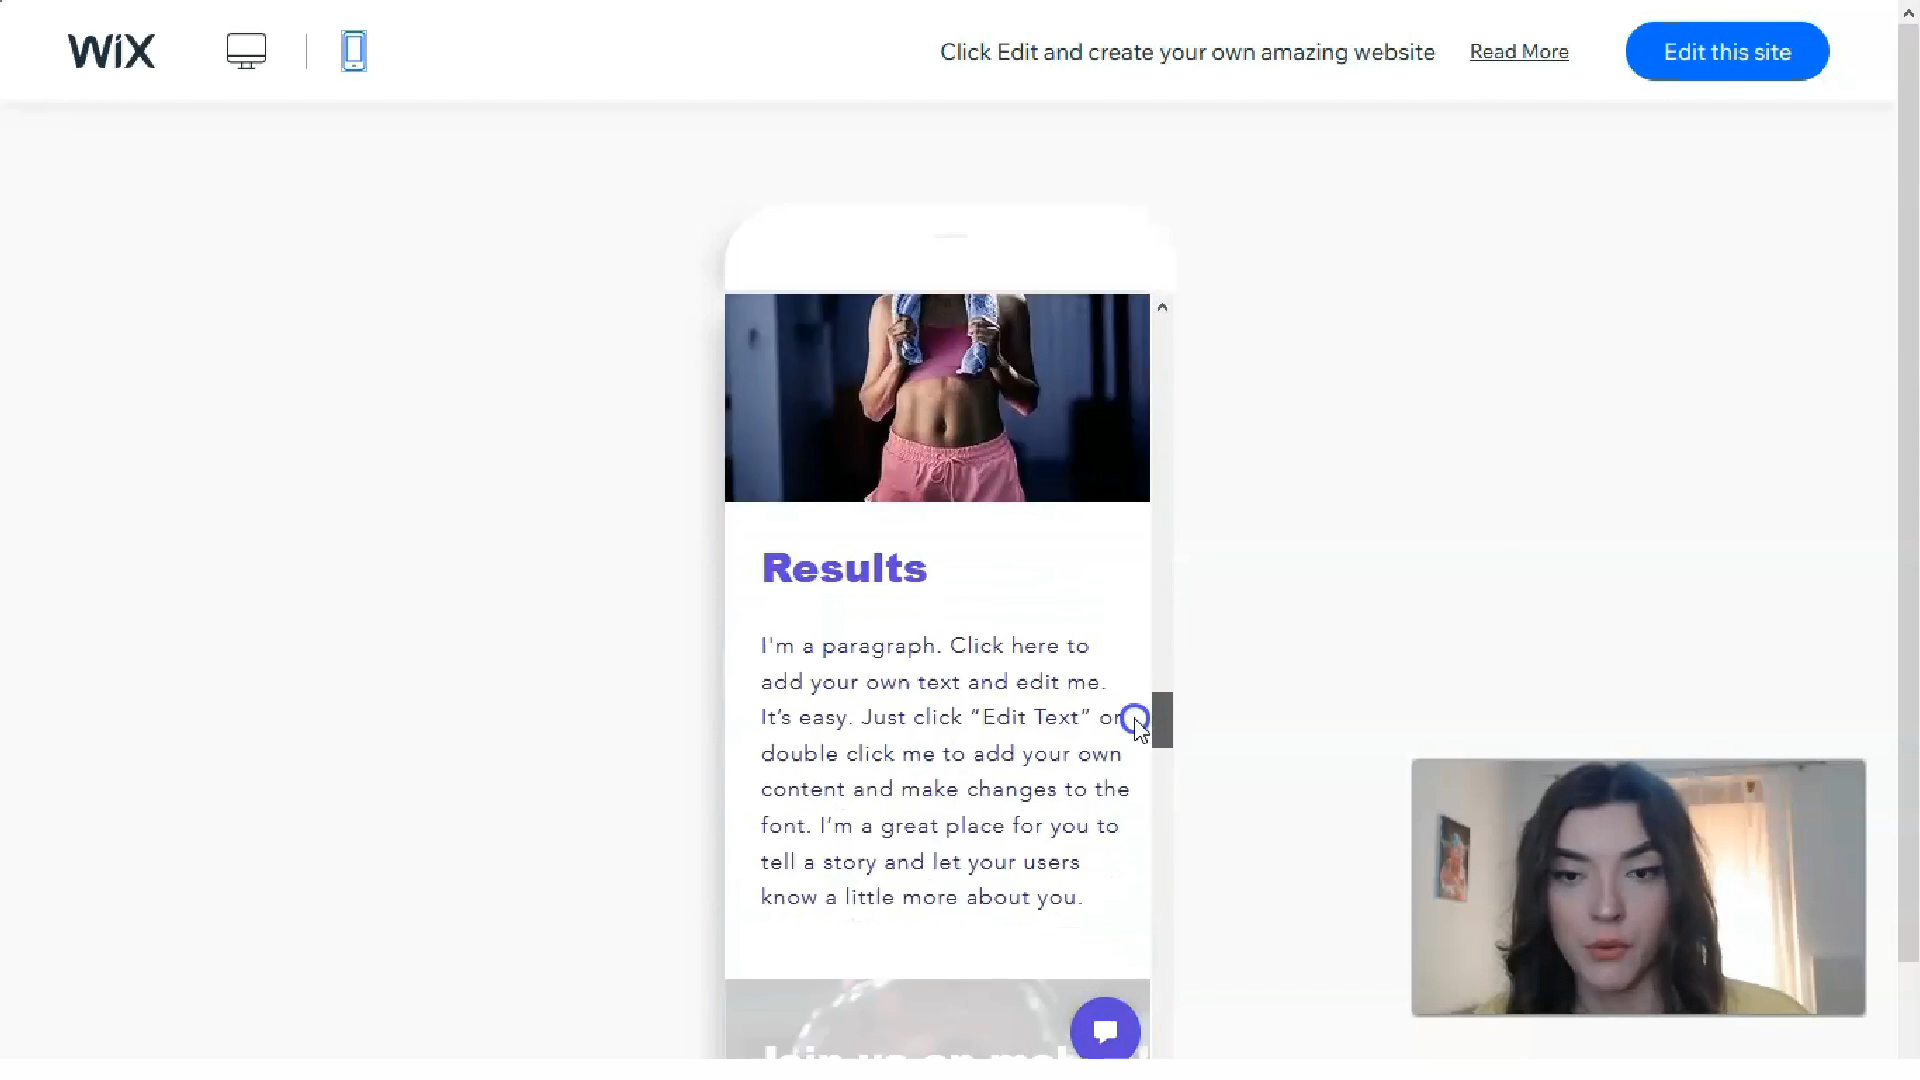 WiX
Click Edit and create your own amazing website
Read More
Edit this site
Results
I'm a paragraph. Click here to
add your own text and edit me.
It’s easy. Just click “Edit Text” or
double click me to add your own
content and make changes to the
font. I’m a great place for you to
tell a story and let your users
know a little more about you.
Join us on